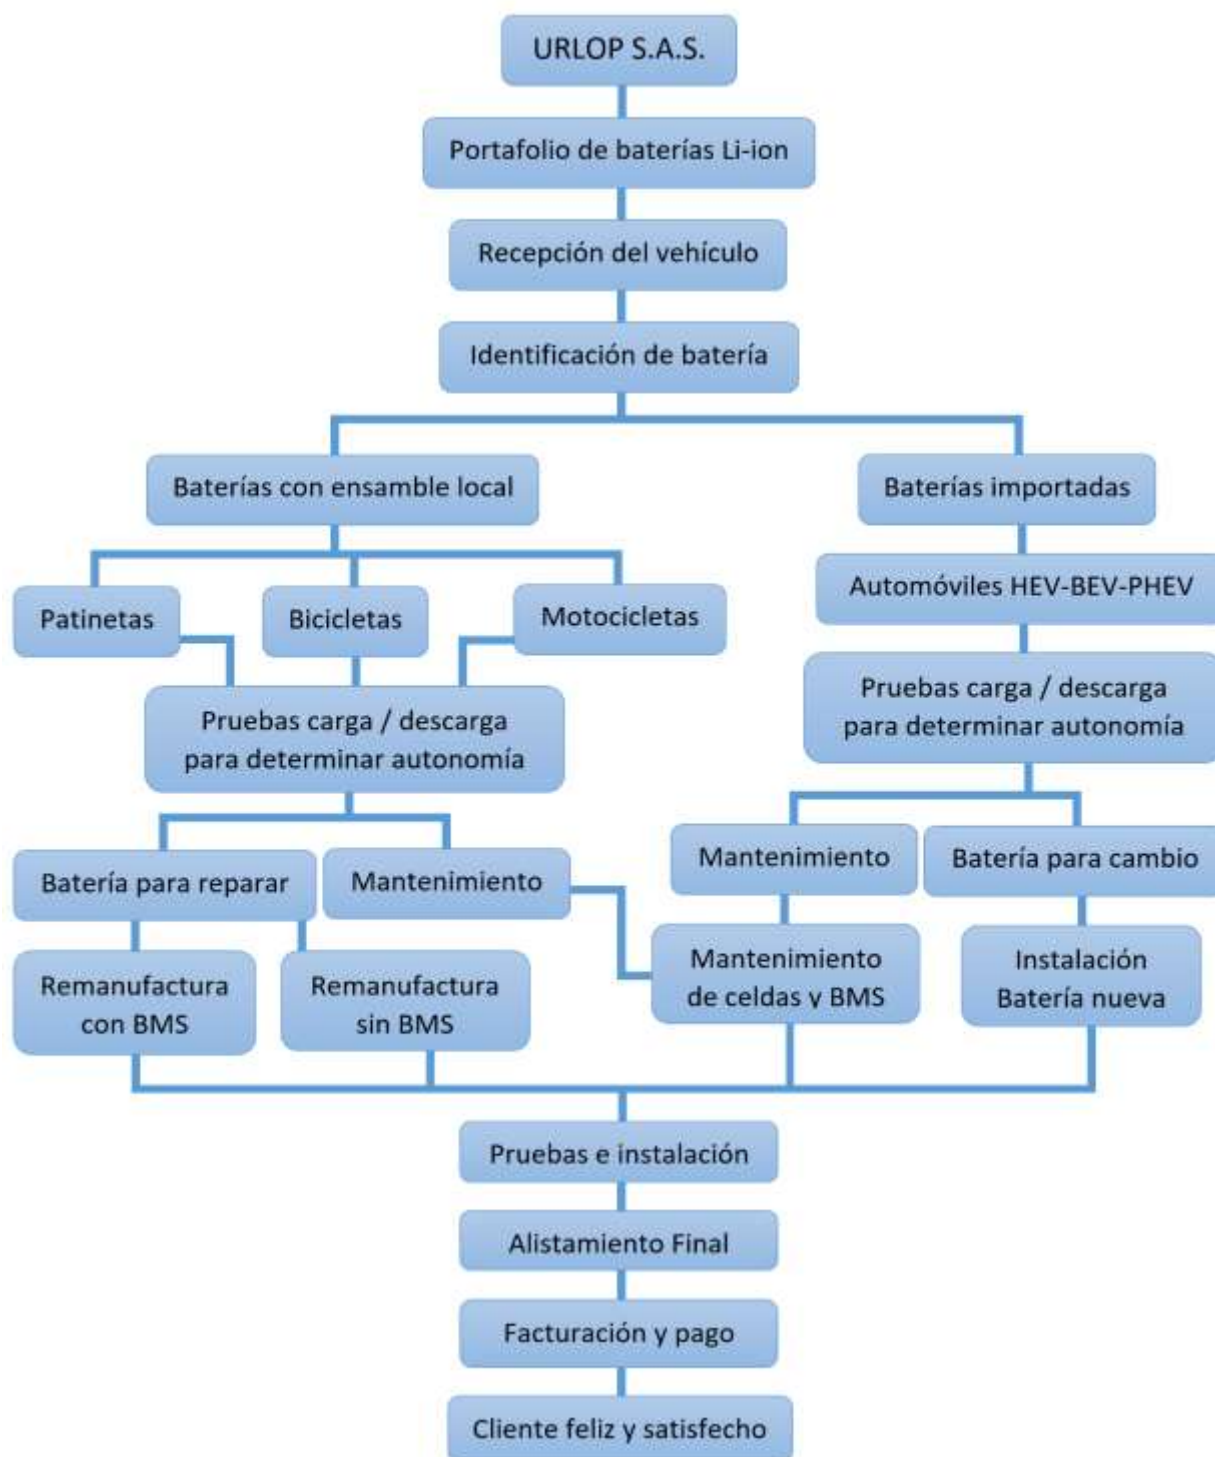 URLOP S.A.S.
Portafolio de baterías Li-ion
Recepción del vehículo
Identificación de batería
Baterías con ensamble local
Baterías importadas
Patinetas
Bicicletas
Motocicletas
Automóviles HEV-BEV-PHEV
Pruebas carga / descarga
para determinar autonomía
Pruebas carga / descarga
para determinar autonomía
Batería para reparar
Mantenimiento
Mantenimiento
Batería para cambio
Remanufactura
con BMS
Remanufactura
sin BMS
Mantenimiento
de celdas y BMS
Instalación
Batería nueva
Pruebas e instalación
Alistamiento Final
Facturación y pago
Cliente feliz y satisfecho